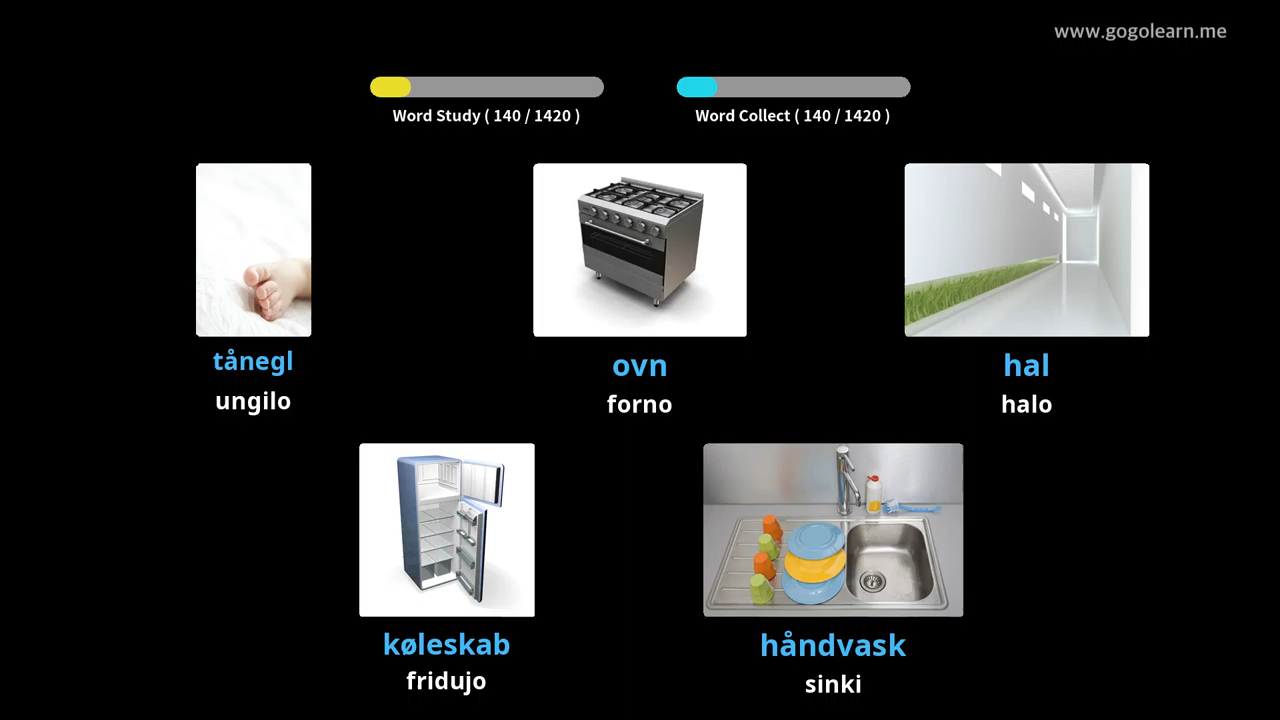 www.gogolearn.me
Word Study ( 140 / 1420 )
Word Collect ( 140 / 1420 )
tånegl
ungilo
ovn
forno
hal
halo
køleskab
fridujo
håndvask
sinki